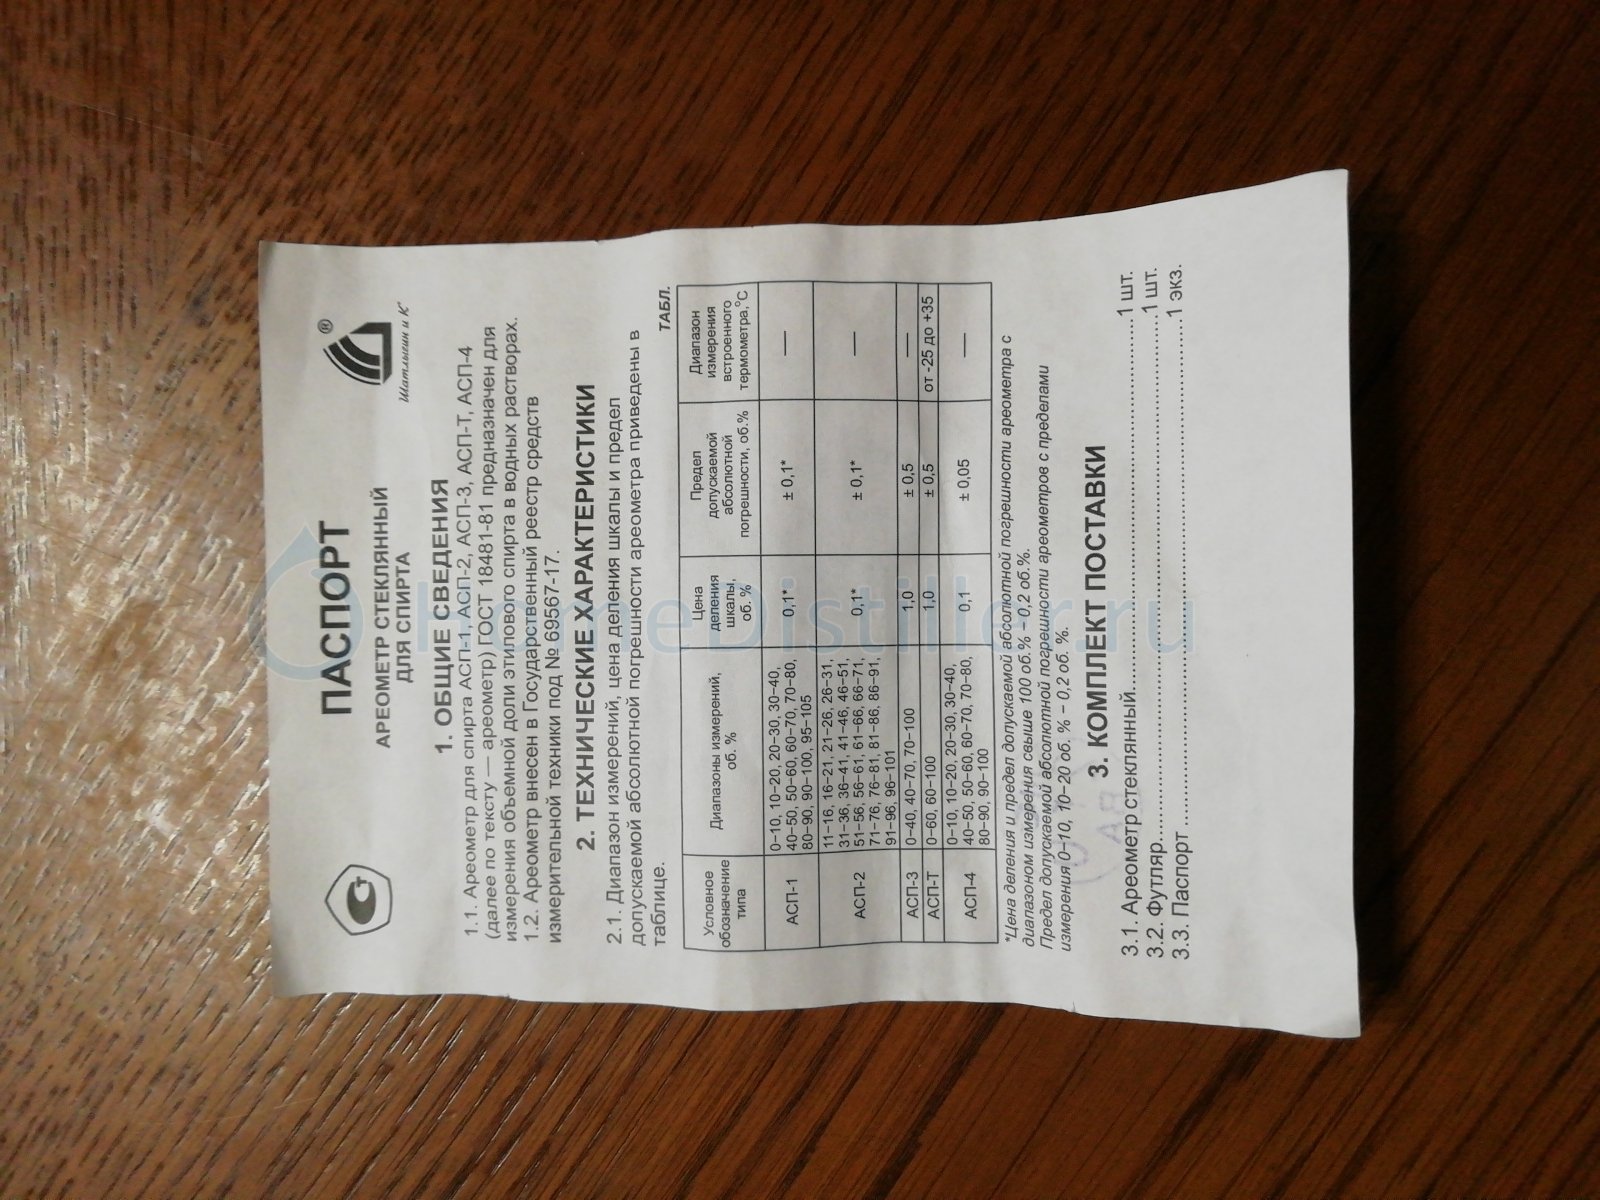 ПАСПОРТ
АРЕОМЕТР СТЕКЛЯННЫЙ
ДЛЯ СПИРТА
®
Шатлыгин и К°
1. ОБЩИЕ СВЕДЕНИЯ
1.1. Ареометр для спирта АСП-1, АСП-2, АСП-3, АСП-Т, АСП-4
(далее по тексту — ареометр) ГОСТ 18481-81 предназначен для
измерения объемной доли этилового спирта в водных растворах.
1.2. Ареометр внесен в Государственный реестр средств
измерительной техники под № 69567-17.
2. ТЕХНИЧЕСКИЕ ХАРАКТЕРИСТИКИ
2.1. Диапазон измерений, цена деления шкалы и предел
допускаемой абсолютной погрешности ареометра приведены в
таблице.
ТАБЛ.
Условное обозначение типа | Диапазоны измерений, об. % | Цена деления шкалы, об. % | Предел допускаемой абсолютной погрешности, об.% | Диапазон измерения встроенного термометра,°С
АСП-1 | 0–10, 10–20, 20–30, 30–40, 40–50, 50–60, 60–70, 70–80, 80–90, 90–100, 95–105 | 0,1* | ± 0,1* | —
АСП-2 | 11–16, 16–21, 21–26, 26–31, 31–36, 36–41, 41–46, 46–51, 51–56, 56–61, 61–66, 66–71, 71–76, 76–81, 81–86, 86–91, 91–96, 96–101 | 0,1* | ± 0,1* | —
АСП-3 | 0–40, 40–70, 70–100 | 1,0 | ± 0,5 | —
АСП-Т | 0–60, 60–100 | 1,0 | ± 0,5 | от -25 до +35
АСП-4 | 0–10, 10–20, 20–30, 30–40, 40–50, 50–60, 60–70, 70–80, 80–90, 90–100 | 0,1 | ± 0,05 | —
*Цена деления и предел допускаемой абсолютной погрешности ареометра с
диапазоном измерения свыше 100 об.% – 0,2 об.%.
Предел допускаемой абсолютной погрешности ареометров с пределами
измерения 0–10, 10–20 об. % – 0,2 об. %.
3. КОМПЛЕКТ ПОСТАВКИ
3.1. Ареометр стеклянный..........................................1 шт.
3.2. Футляр..........................................1 шт.
3.3. Паспорт..........................................1 экз.
HomeDistiller.ru